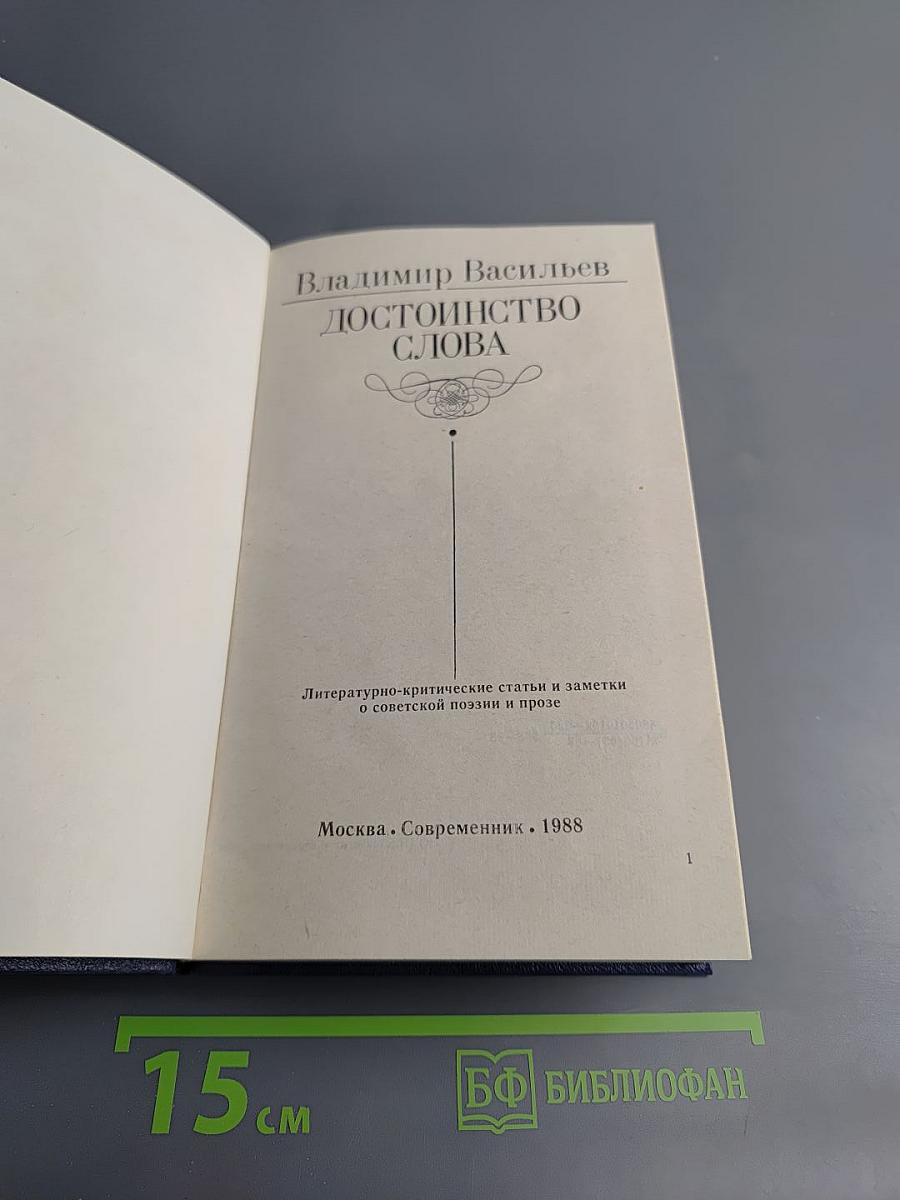 Владимир Васильев
ДОСТОИНСТВО
СЛОВА
Литературно-критические статьи и заметки
о советской поэзии и прозе
Москва • Современник • 1988
1
15 см
БФ БИБЛИОФАН